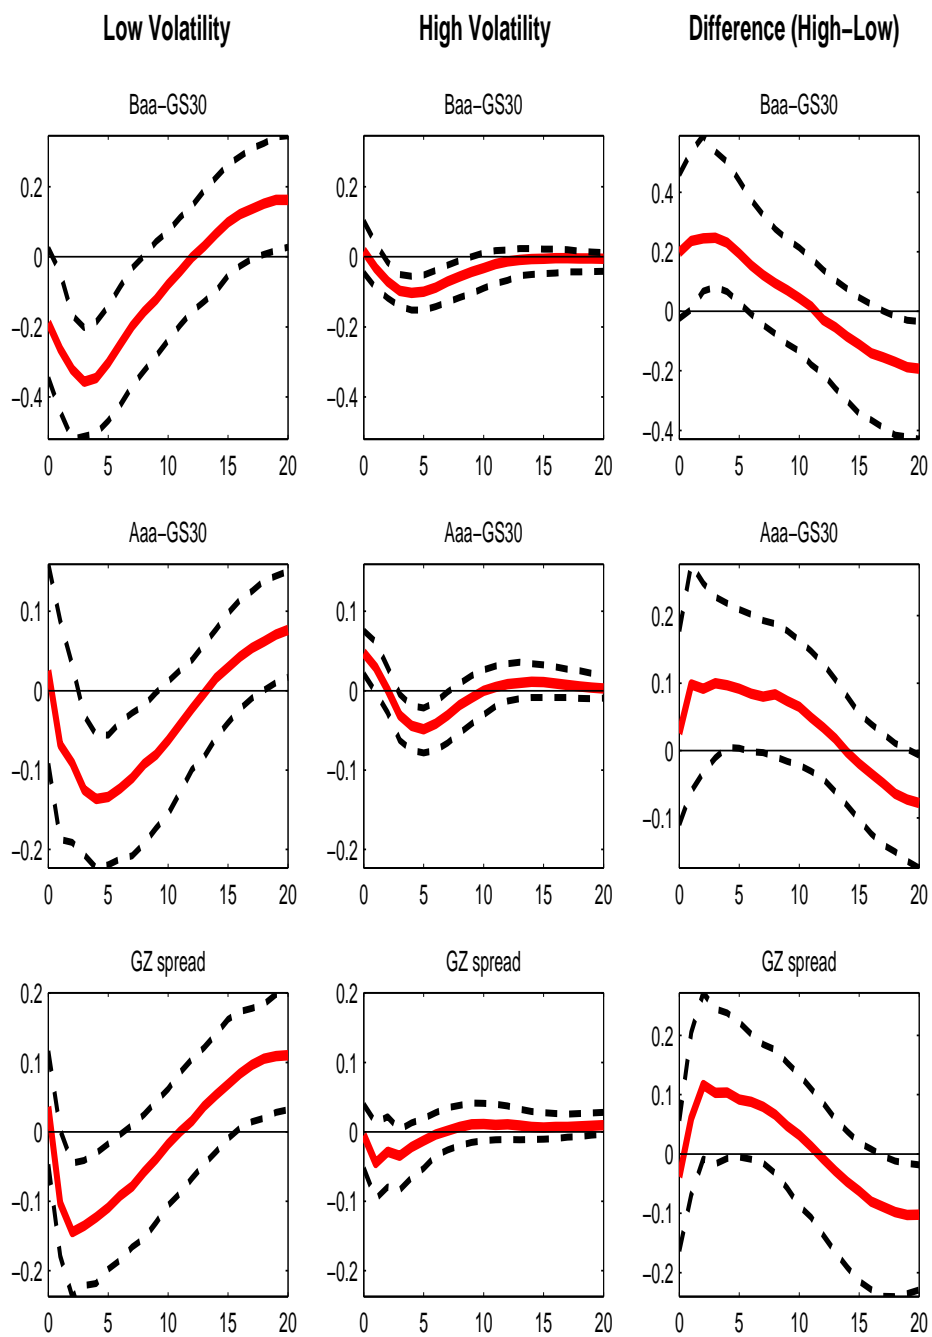 Low Volatility High Volatility Difference (High−Low)
Baa−GS30 Baa−GS30 Baa−GS30
0.2 0.2 0.4
0 0 0.2
−0.2 −0.2 0
−0.4 −0.4 −0.2
−0.4
0 5 10 15 20 0 5 10 15 20 0 5 10 15 20
Aaa−GS30 Aaa−GS30 Aaa−GS30
0.1 0.1 0.2
0 0 0.1
−0.1 −0.1 0
−0.2 −0.2 −0.1
0 5 10 15 20 0 5 10 15 20 0 5 10 15 20
GZ spread GZ spread GZ spread
0.2 0.2 0.2
0.1 0.1 0.1
0 0 0
−0.1 −0.1 −0.1
−0.2 −0.2 −0.2
0 5 10 15 20 0 5 10 15 20 0 5 10 15 20